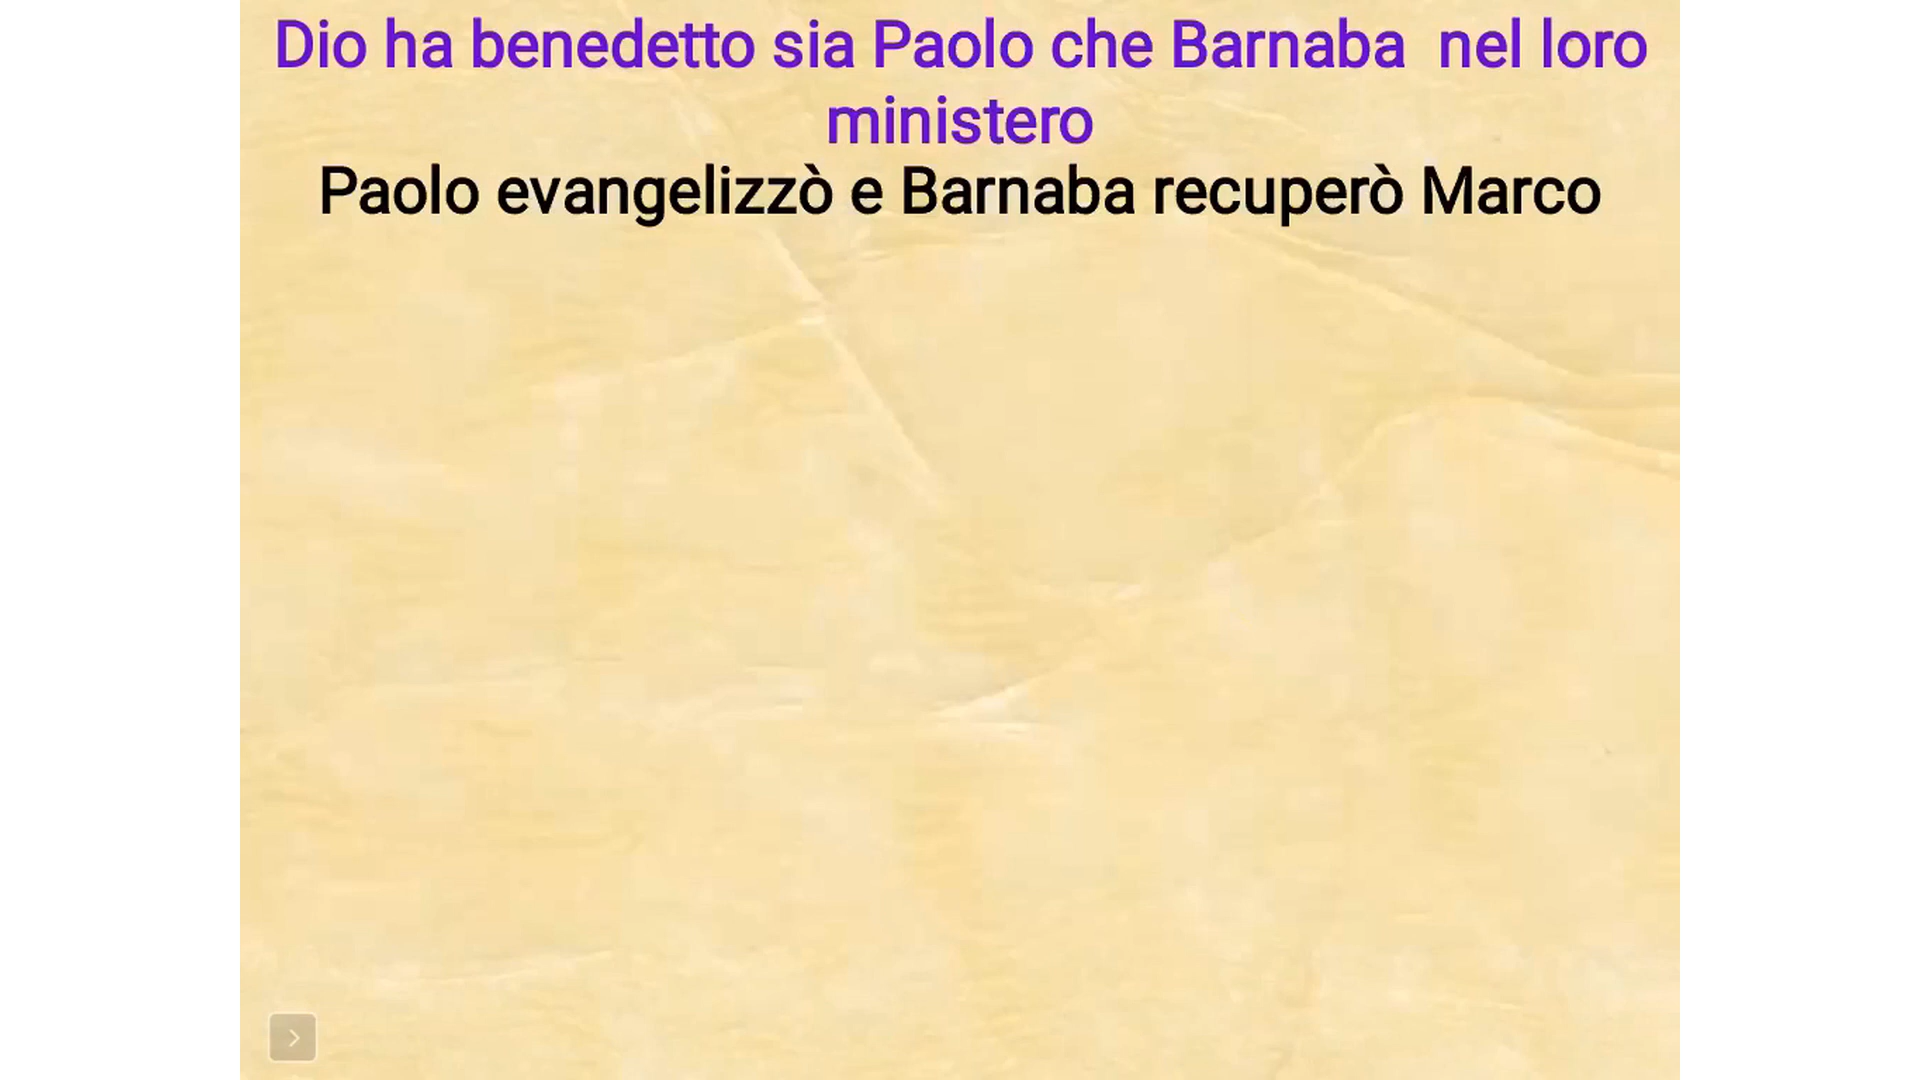 Dio ha benedetto sia Paolo che Barnaba  nel loro
ministero
Paolo evangelizzò e Barnaba recuperò Marco